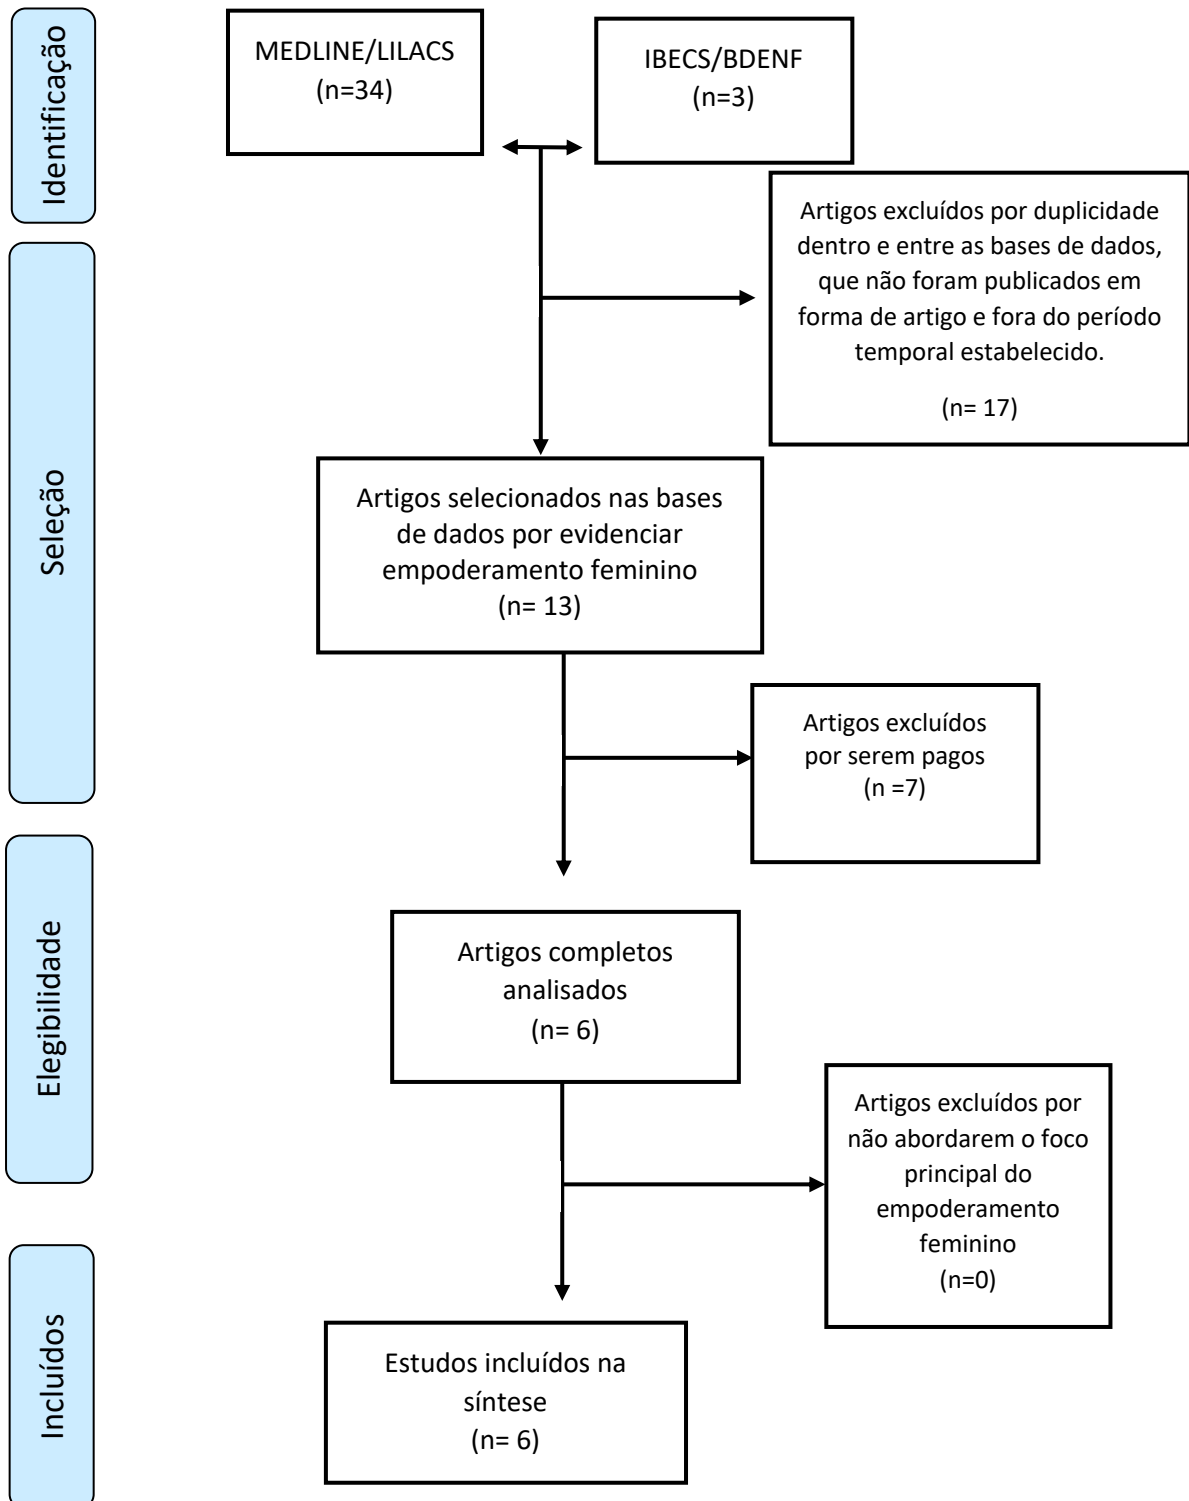 Identificação
MEDLINE/LILACS
(n=34)
IBECS/BDENF
(n=3)
Artigos excluídos por duplicidade
dentro e entre as bases de dados,
que não foram publicados em
forma de artigo e fora do período
temporal estabelecido.
(n= 17)
Seleção
Artigos selecionados nas bases
de dados por evidenciar
empoderamento feminino
(n= 13)
Artigos excluídos
por serem pagos
(n =7)
Elegibilidade
Artigos completos
analisados
(n= 6)
Artigos excluídos por
não abordarem o foco
principal do
empoderamento
feminino
(n=0)
Incluídos
Estudos incluídos na
síntese
(n= 6)